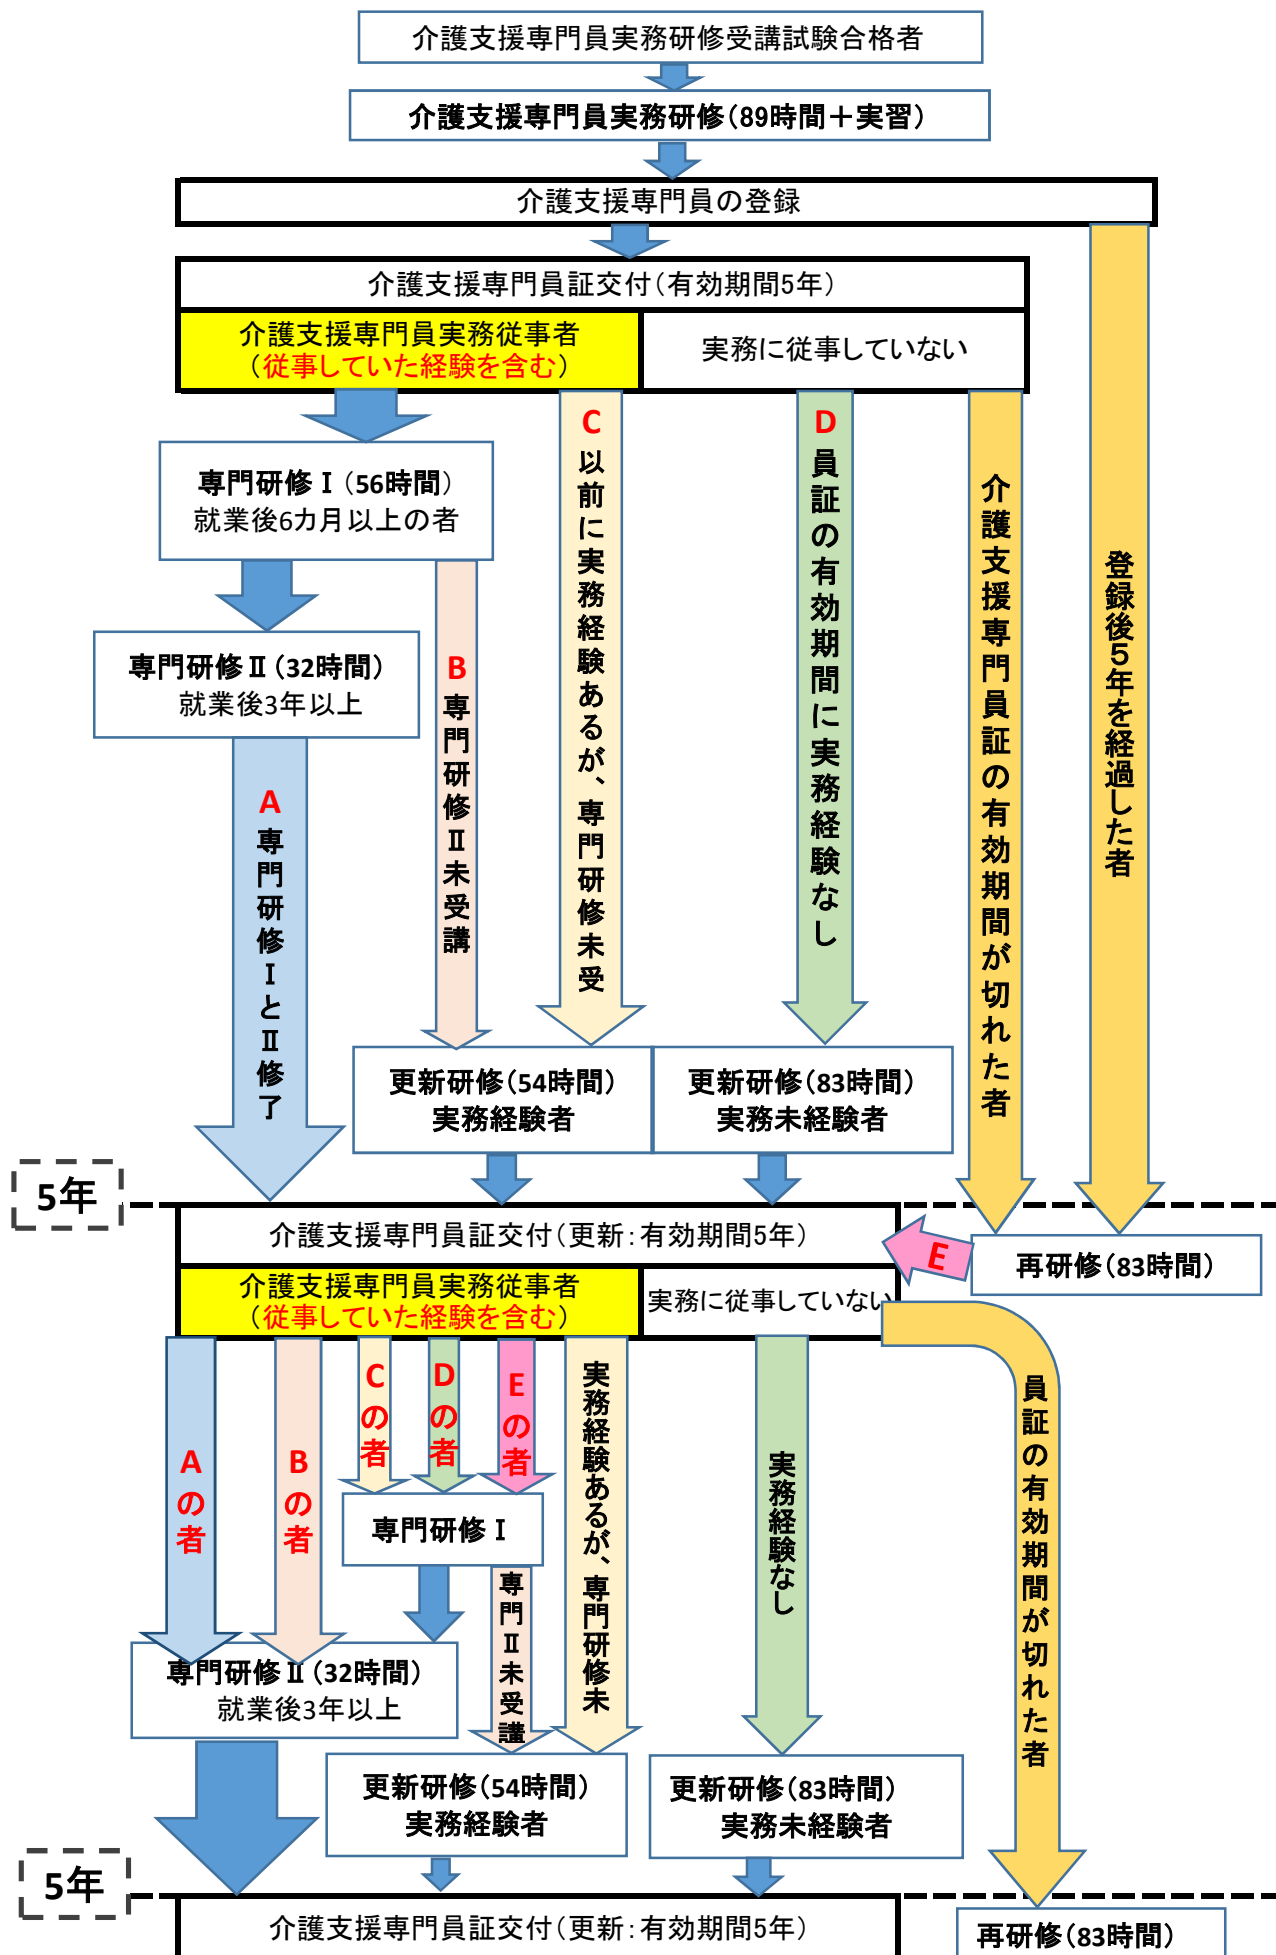 介護支援専門員実務研修受講試験合格者
介護支援専門員実務研修（89時間＋実習）
介護支援専門員の登録
介護支援専門員証交付（有効期間5年）
介護支援専門員実務従事者
（従事していた経験を含む）
実務に従事していない
専門研修Ⅰ（56時間）
就業後6カ月以上の者
専門研修Ⅱ（32時間）
就業後3年以上
A専門研修ⅠとⅡ修了
B専門研修Ⅱ未受講
C以前に実務経験あるが、専門研修未受
D員証の有効期間に実務経験なし
介護支援専門員証の有効期間が切れた者
登録後５年を経過した者
更新研修（54時間）
実務経験者
更新研修（83時間）
実務未経験者
5年
介護支援専門員証交付（更新：有効期間5年）
E
再研修（83時間）
介護支援専門員実務従事者
（従事していた経験を含む）
実務に従事していない
Aの者
Bの者
Cの者
Dの者
Eの者
実務経験あるが、専門研修未
実務経験なし
員証の有効期間が切れた者
専門研修Ⅰ
専門Ⅱ未受講
専門研修Ⅱ（32時間）
就業後3年以上
更新研修（54時間）
実務経験者
更新研修（83時間）
実務未経験者
5年
介護支援専門員証交付（更新：有効期間5年）
再研修（83時間）